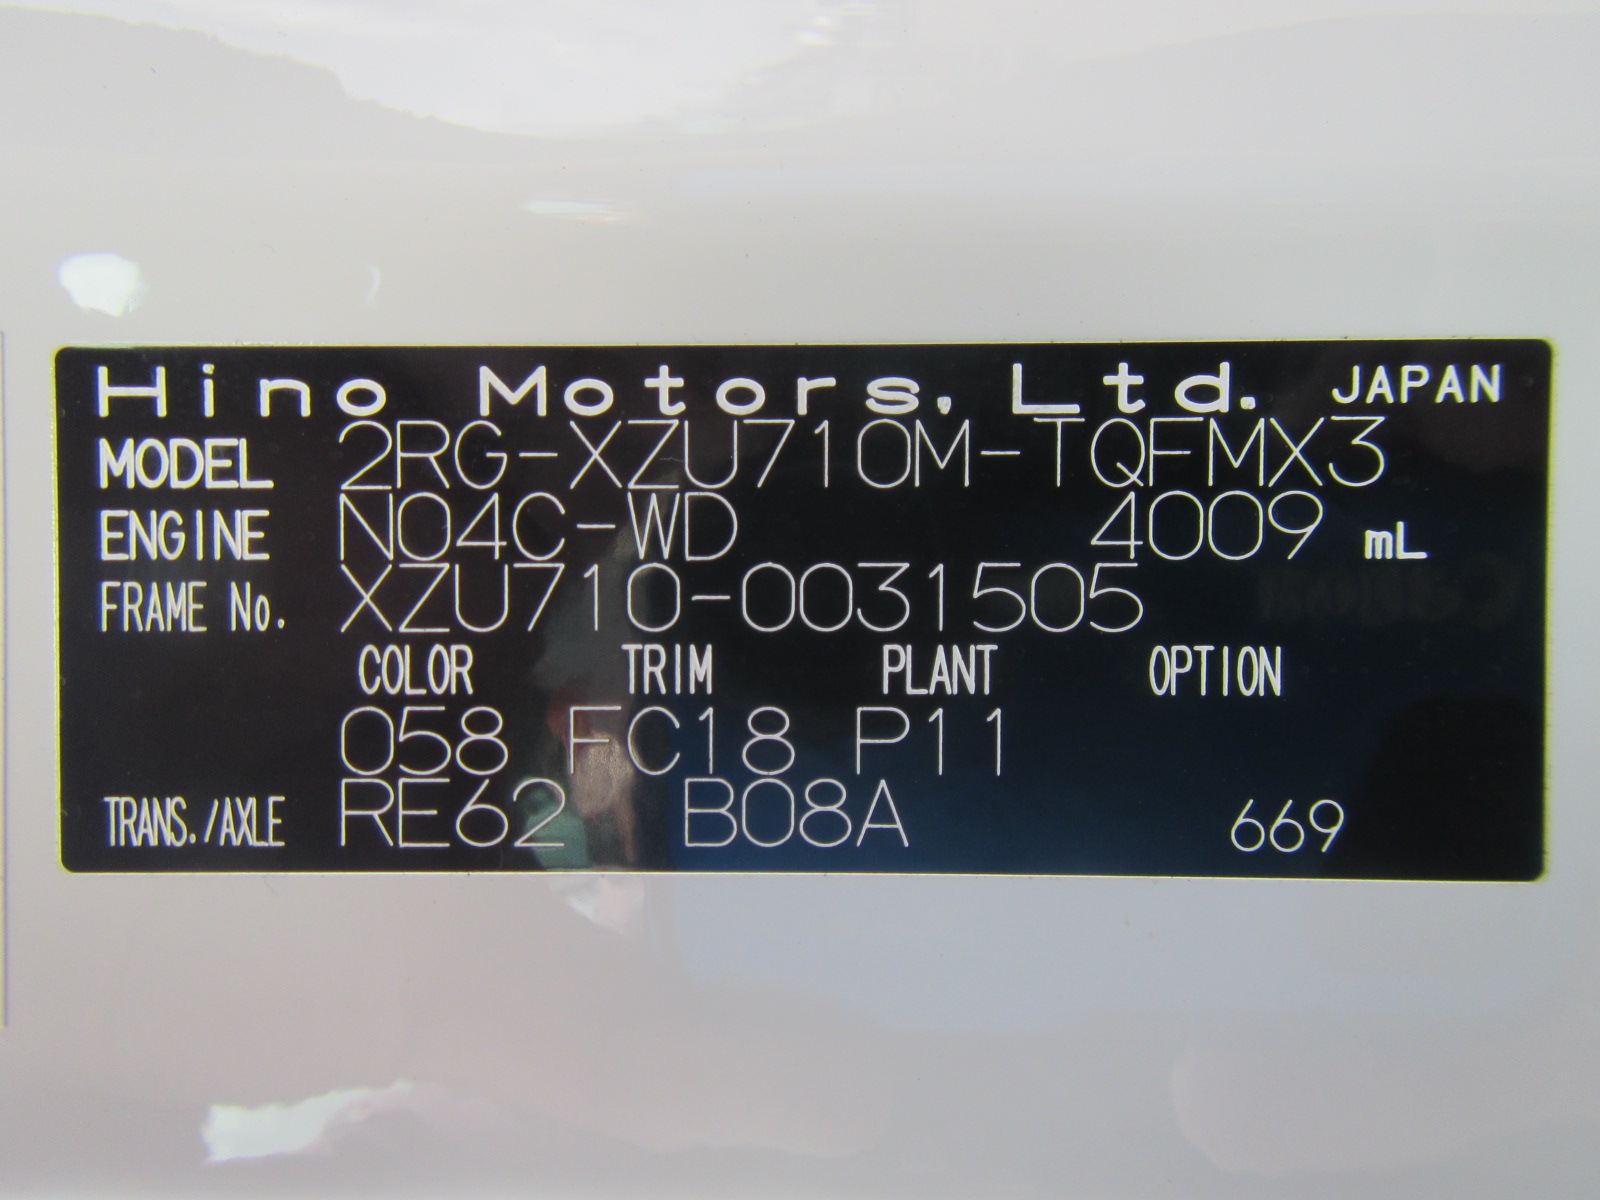 Hino Motors, Ltd. JAPAN
MODEL 2RG-XZU710M-TQFMX3
ENGINE N04C-WD 4009 mL
FRAME No. XZU710-0031505
COLOR TRIM PLANT OPTION
058 FC18 P11
TRANS./AXLE RE62 B08A 669